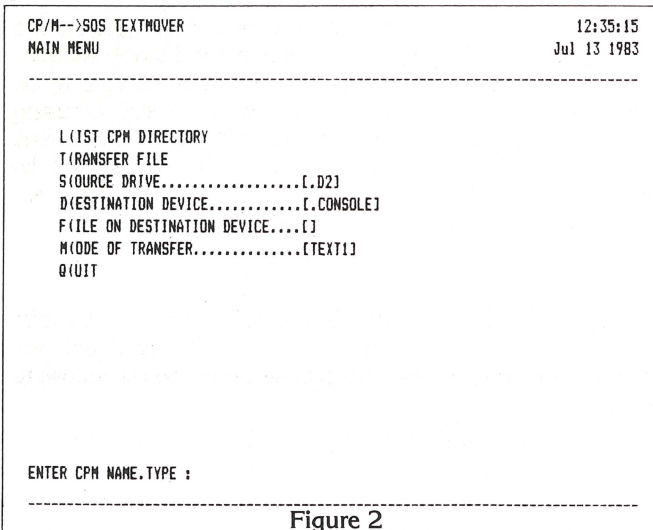 CP/M-->SOS TEXTMOVER 12:35:15
MAIN MENU Jul 13 1983
L(IST CPM DIRECTORY
T(RANSFER FILE
S(OURCE DRIVE..................[.D2]
D(ESTINATION DEVICE............[.CONSOLE]
F(ILE ON DESTINATION DEVICE....[]
M(ODE OF TRANSFER..............[TEXT1]
Q(UIT
ENTER CPM NAME.TYPE :
Figure 2